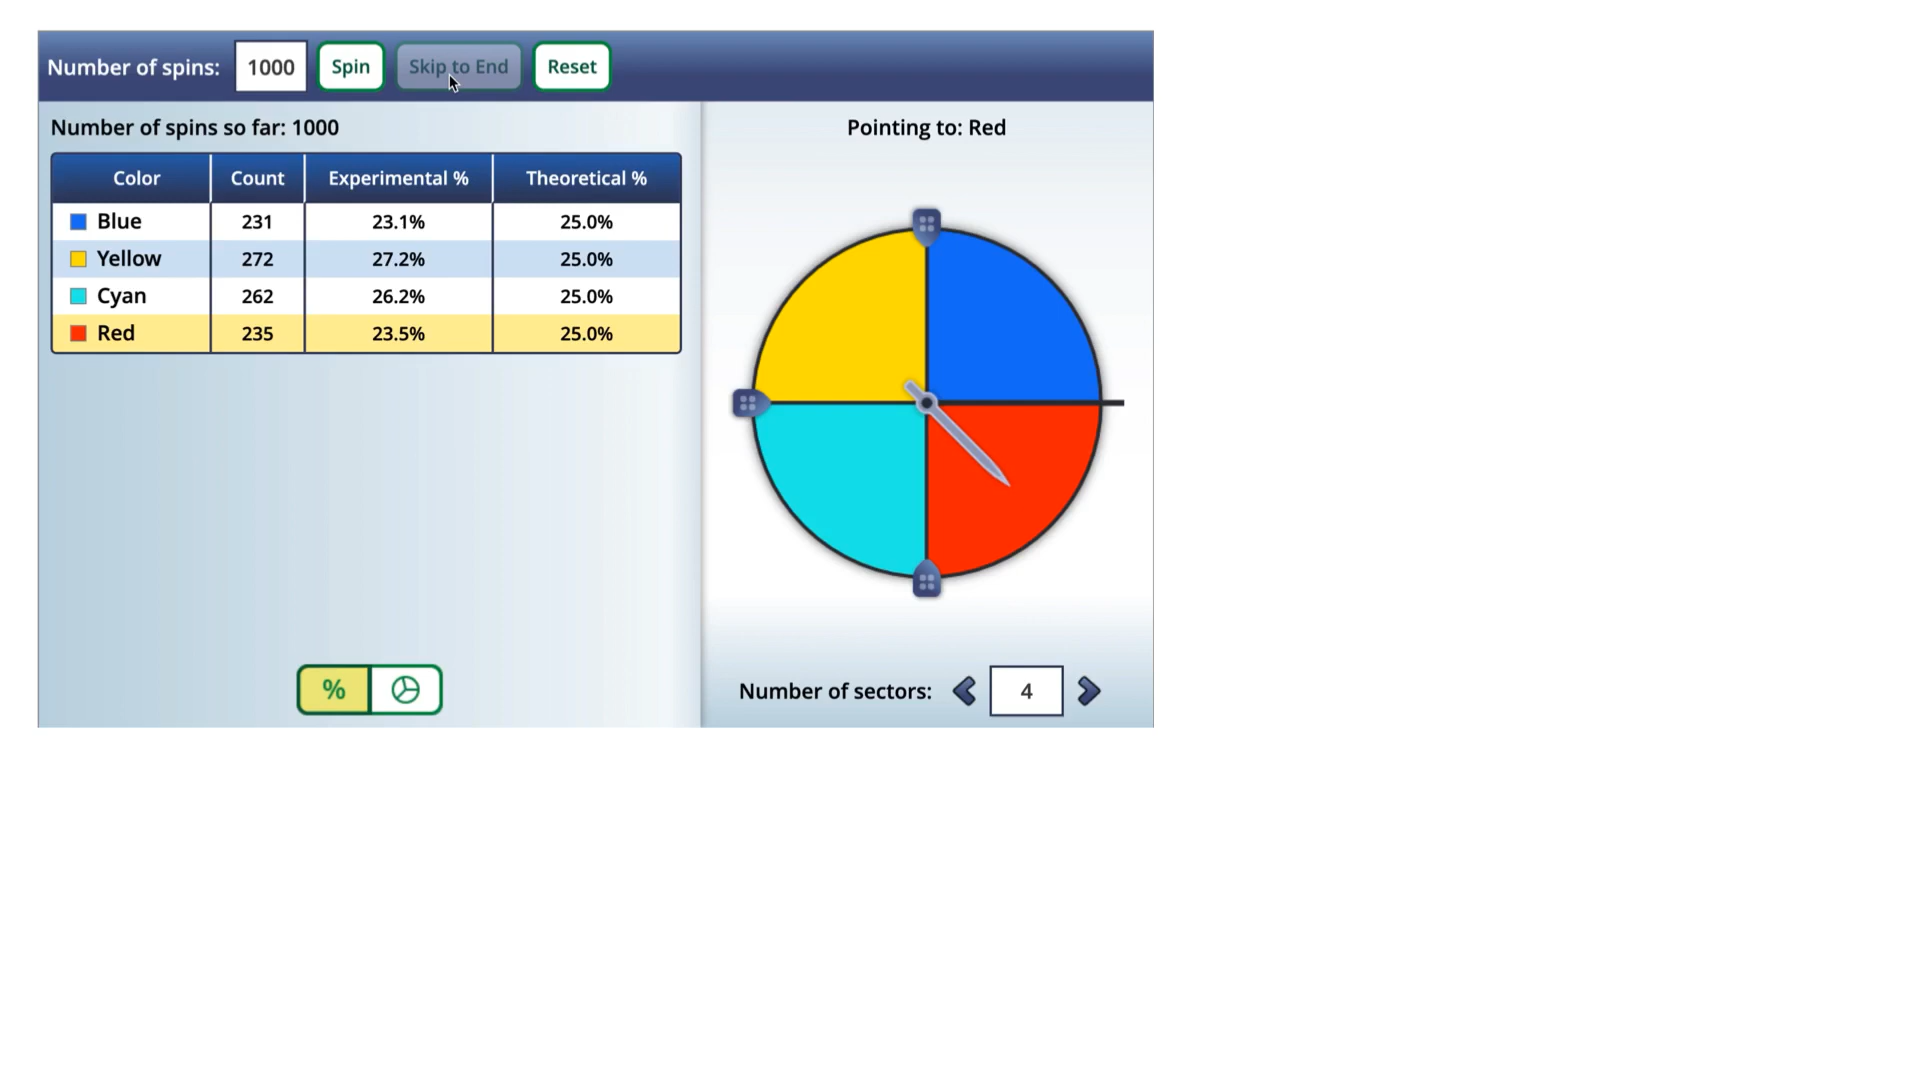 Number of spins: 1000 Spin Skip to End Reset
Number of spins so far: 1000
Pointing to: Red
Color Count Experimental % Theoretical %
Blue 231 23.1% 25.0%
Yellow 272 27.2% 25.0%
Cyan 262 26.2% 25.0%
Red 235 23.5% 25.0%
%
Number of sectors: 4